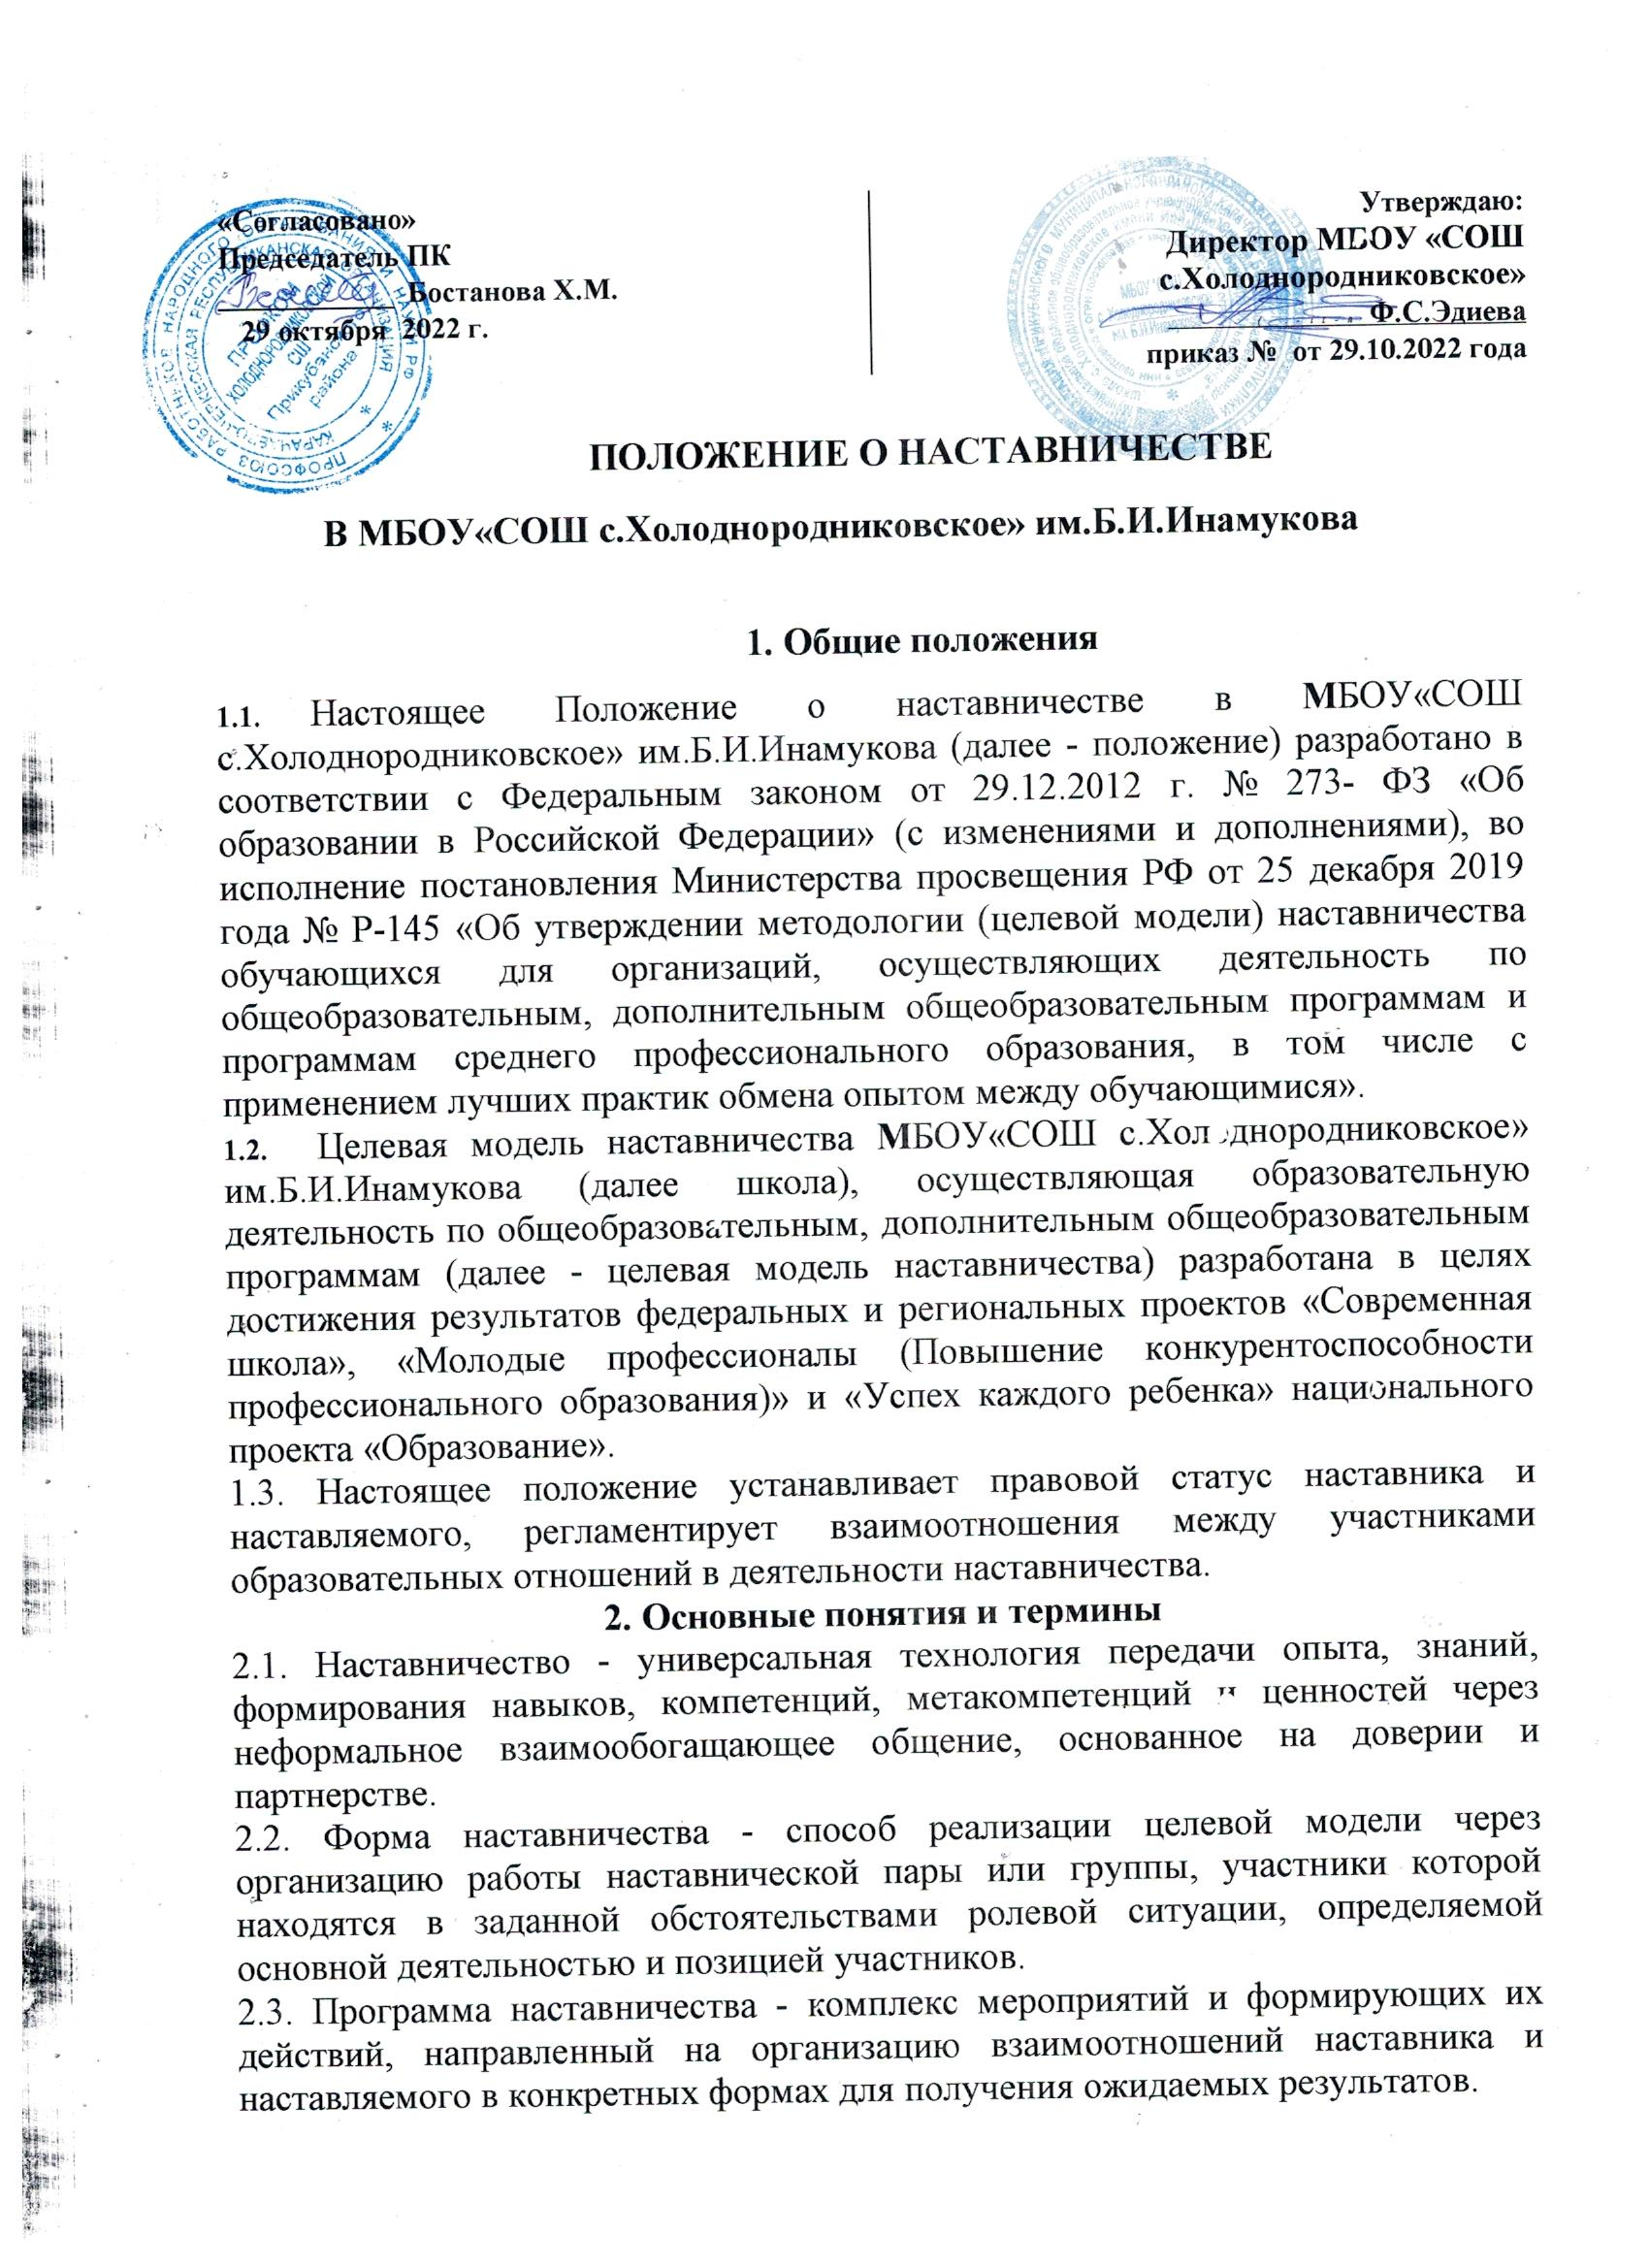 «Согласовано»
Председатель ПК
Бостанова Х.М.
29 октября 2022 г.
Утверждаю:
Директор МБОУ «СОШ
с.Холоднородниковское»
Ф.С.Эдиева
приказ № от 29.10.2022 года
ПОЛОЖЕНИЕ О НАСТАВНИЧЕСТВЕ
В МБОУ«СОШ с.Холоднородниковское» им.Б.И.Инамукова
1. Общие положения
1.1. Настоящее Положение о наставничестве в МБОУ«СОШ
с.Холоднородниковское» им.Б.И.Инамукова (далее - положение) разработано в
соответствии с Федеральным законом от 29.12.2012 г. № 273- ФЗ «Об
образовании в Российской Федерации» (с изменениями и дополнениями), во
исполнение постановления Министерства просвещения РФ от 25 декабря 2019
года № Р-145 «Об утверждении методологии (целевой модели) наставничества
обучающихся для организаций, осуществляющих деятельность по
общеобразовательным, дополнительным общеобразовательным программам и
программам среднего профессионального образования, в том числе с
применением лучших практик обмена опытом между обучающимися».
1.2. Целевая модель наставничества МБОУ«СОШ с.Холоднородниковское»
им.Б.И.Инамукова (далее школа), осуществляющая образовательную
деятельность по общеобразовательным, дополнительным общеобразовательным
программам (далее - целевая модель наставничества) разработана в целях
достижения результатов федеральных и региональных проектов «Современная
школа», «Молодые профессионалы (Повышение конкурентоспособности
профессионального образования)» и «Успех каждого ребенка» национального
проекта «Образование».
1.3. Настоящее положение устанавливает правовой статус наставника и
наставляемого, регламентирует взаимоотношения между участниками
образовательных отношений в деятельности наставничества.
2. Основные понятия и термины
2.1. Наставничество - универсальная технология передачи опыта, знаний,
формирования навыков, компетенций, метакомпетенций и ценностей через
неформальное взаимообогащающее общение, основанное на доверии и
партнерстве.
2.2. Форма наставничества - способ реализации целевой модели через
организацию работы наставнической пары или группы, участники которой
находятся в заданной обстоятельствами ролевой ситуации, определяемой
основной деятельностью и позицией участников.
2.3. Программа наставничества - комплекс мероприятий и формирующих их
действий, направленный на организацию взаимоотношений наставника и
наставляемого в конкретных формах для получения ожидаемых результатов.